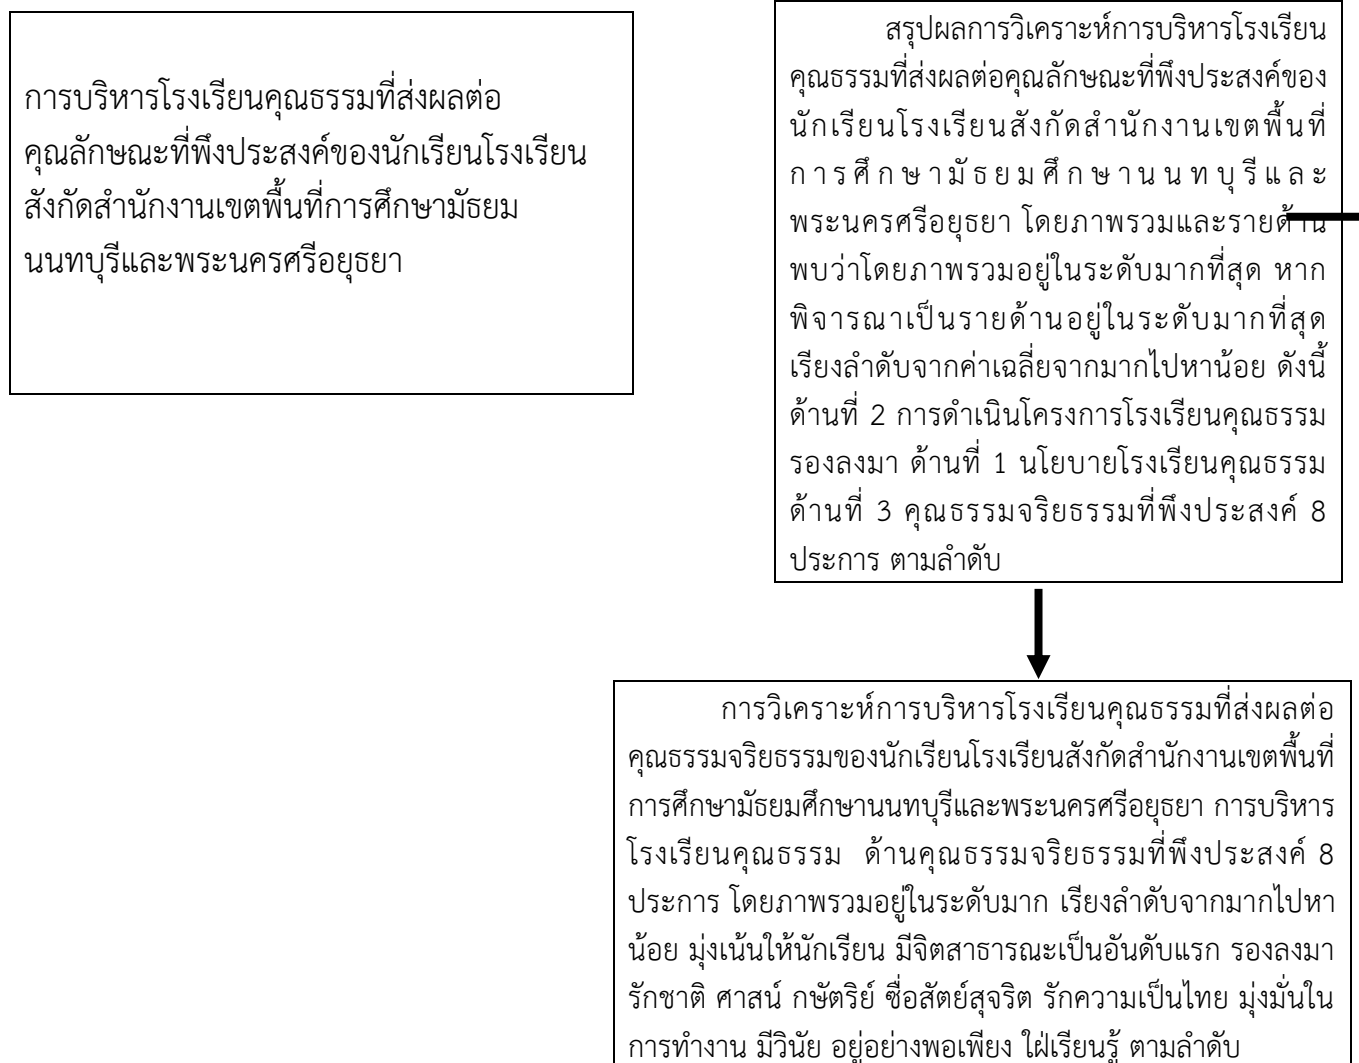 การบริหารโรงเรียนคุณธรรมที่ส่งผลต่อ
คุณลักษณะที่พึงประสงค์ของนักเรียนโรงเรียน
สังกัดสำนักงานเขตพื้นที่การศึกษามัธยม
นนทบุรีและพระนครศรีอยุธยา
สรุปผลการวิเคราะห์การบริหารโรงเรียน
คุณธรรมที่ส่งผลต่อคุณลักษณะที่พึงประสงค์ของ
นักเรียนโรงเรียนสังกัดสำนักงานเขตพื้นที่
การศึกษามัธยมศึกษานนทบุรีและ
พระนครศรีอยุธยา โดยภาพรวมและรายด้าน
พบว่าโดยภาพรวมอยู่ในระดับมากที่สุด หาก
พิจารณาเป็นรายด้านอยู่ในระดับมากที่สุด
เรียงลำดับจากค่าเฉลี่ยจากมากไปหาน้อย ดังนี้
ด้านที่ 2 การดำเนินโครงการโรงเรียนคุณธรรม
รองลงมา ด้านที่ 1 นโยบายโรงเรียนคุณธรรม
ด้านที่ 3 คุณธรรมจริยธรรมที่พึงประสงค์ 8
ประการ ตามลำดับ
การวิเคราะห์การบริหารโรงเรียนคุณธรรมที่ส่งผลต่อ
คุณธรรมจริยธรรมของนักเรียนโรงเรียนสังกัดสำนักงานเขตพื้นที่
การศึกษามัธยมศึกษานนทบุรีและพระนครศรีอยุธยา การบริหาร
โรงเรียนคุณธรรม ด้านคุณธรรมจริยธรรมที่พึงประสงค์ 8
ประการ โดยภาพรวมอยู่ในระดับมาก เรียงลำดับจากมากไปหา
น้อย มุ่งเน้นให้นักเรียน มีจิตสาธารณะเป็นอันดับแรก รองลงมา
รักชาติ ศาสน์ กษัตริย์ ซื่อสัตย์สุจริต รักความเป็นไทย มุ่งมั่นใน
การทำงาน มีวินัย อยู่อย่างพอเพียง ใฝ่เรียนรู้ ตามลำดับ